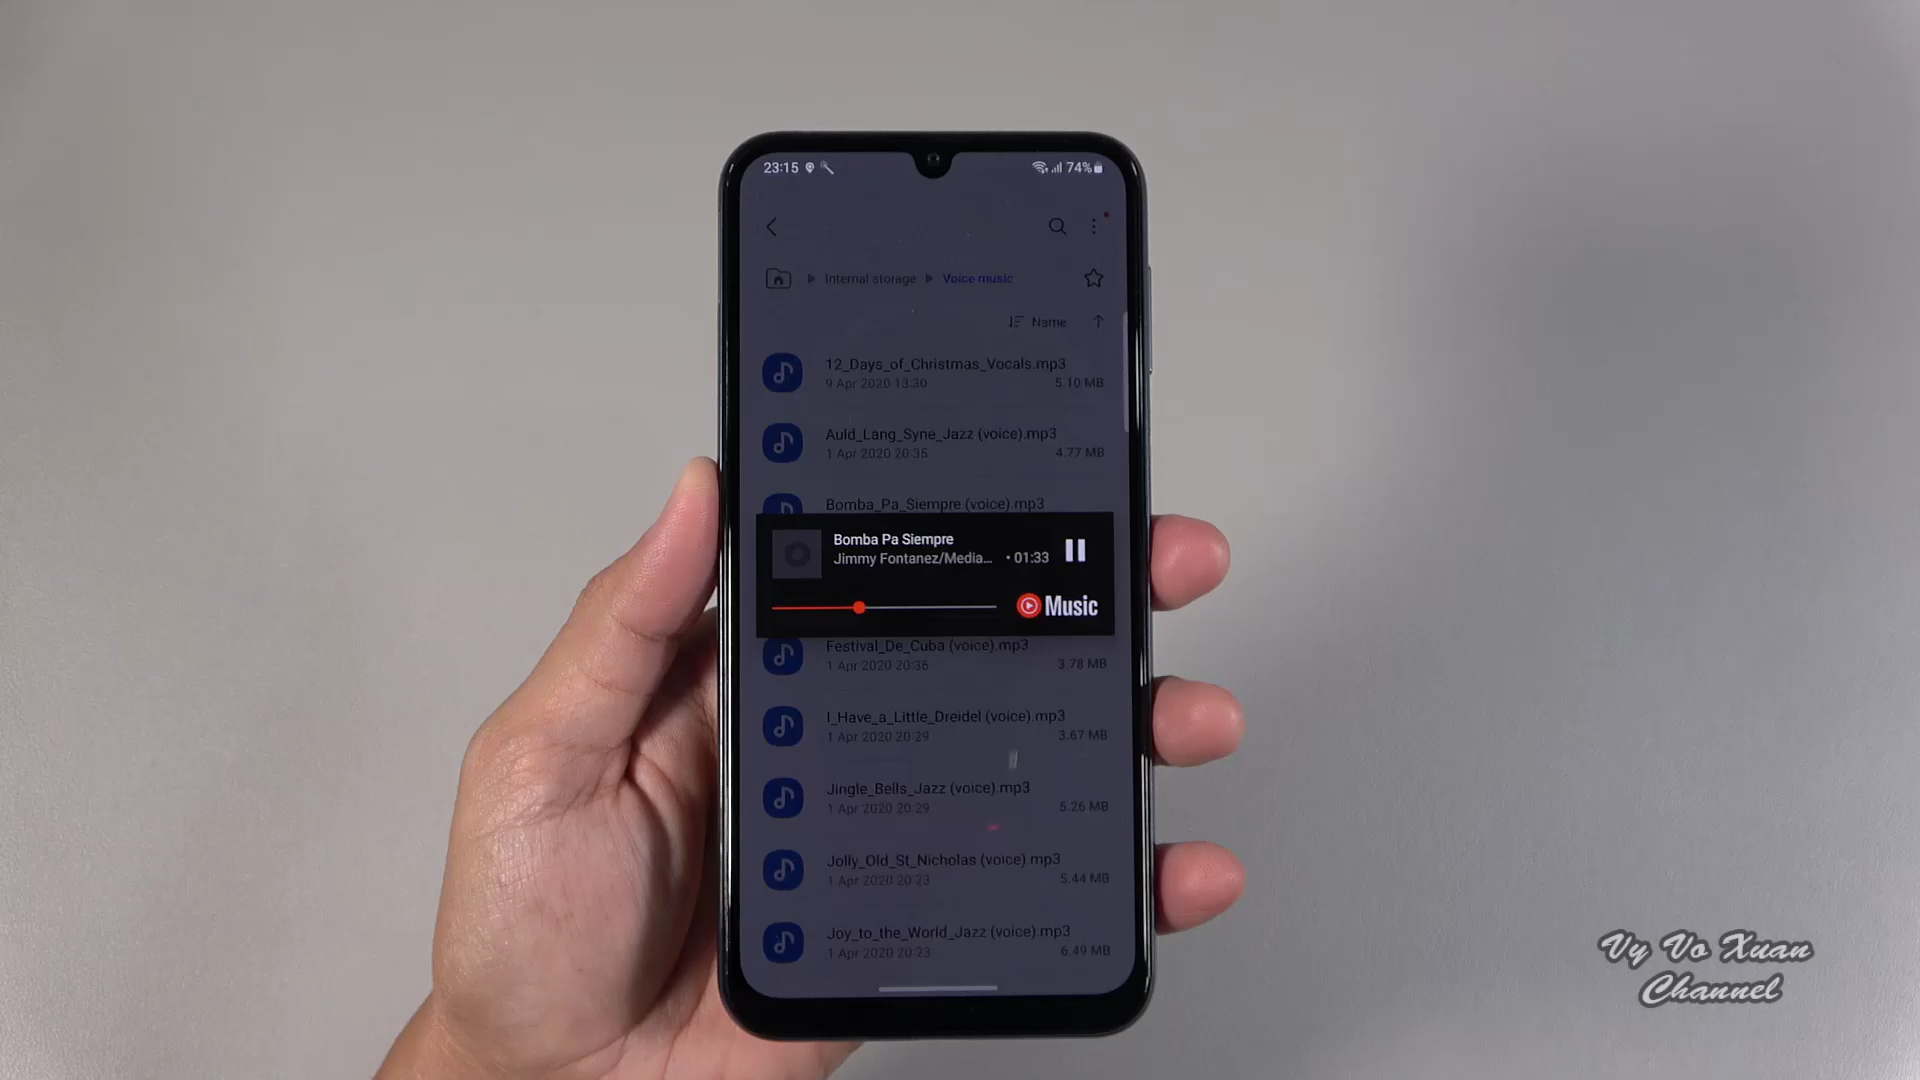 23:15
74%
Internal storage
Voice music
Name
12_Days_of_Christmas_Vocals.mp3
9 Apr 2020 13:30
5.10 MB
Auld_Lang_Syne_Jazz (voice).mp3
1 Apr 2020 20:35
4.77 MB
Bomba_Pa_Siempre (voice).mp3
Bomba Pa Siempre
Jimmy Fontanez/Media... • 01:33
Music
Festival_De_Cuba (voice).mp3
1 Apr 2020 20:36
3.78 MB
I_Have_a_Little_Dreidel (voice).mp3
1 Apr 2020 20:29
3.67 MB
Jingle_Bells_Jazz (voice).mp3
1 Apr 2020 20:29
5.26 MB
Jolly_Old_St_Nicholas (voice).mp3
1 Apr 2020 20:23
5.44 MB
Joy_to_the_World_Jazz (voice).mp3
1 Apr 2020 20:23
6.49 MB
Vy Vo Xuan
Channel